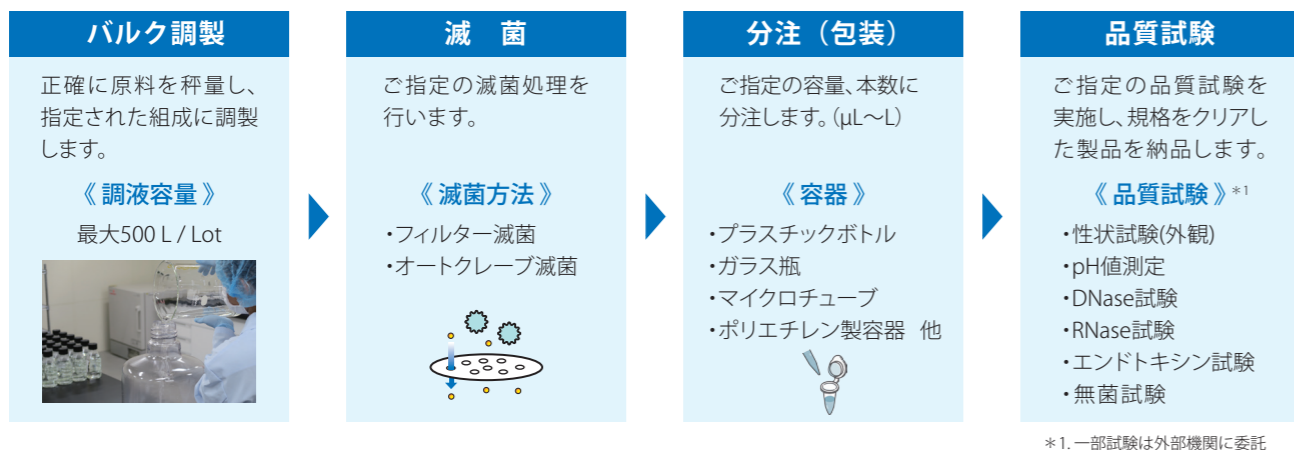 バルク調製
正確に原料を秤量し、
指定された組成に調製
します。
《 調液容量 》
最大500 L / Lot
滅　菌
ご指定の滅菌処理を
行います。
《 滅菌方法 》
・フィルター滅菌
・オートクレーブ滅菌
分注（包装）
ご指定の容量、本数に
分注します。（μL〜L）
《 容器 》
・プラスチックボトル
・ガラス瓶
・マイクロチューブ
・ポリエチレン製容器 他
品質試験
ご指定の品質試験を
実施し、規格をクリアし
た製品を納品します。
《 品質試験 》*1
・性状試験(外観)
・pH値測定
・DNase試験
・RNase試験
・エンドトキシン試験
・無菌試験
＊1. 一部試験は外部機関に委託